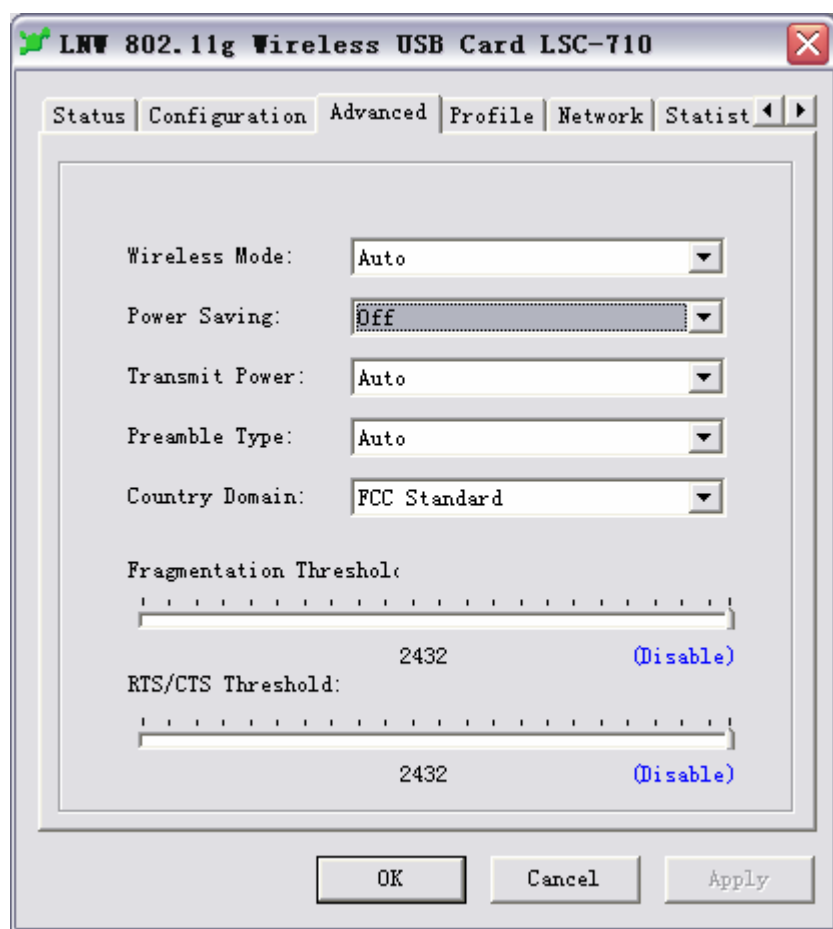 LNW 802.11g Wireless USB Card LSC-710
Status Configuration Advanced Profile Network Statist
Wireless Mode: Auto
Power Saving: Off
Transmit Power: Auto
Preamble Type: Auto
Country Domain: FCC Standard
Fragmentation Threshol
2432 (Disable)
RTS/CTS Threshold:
2432 (Disable)
OK Cancel Apply